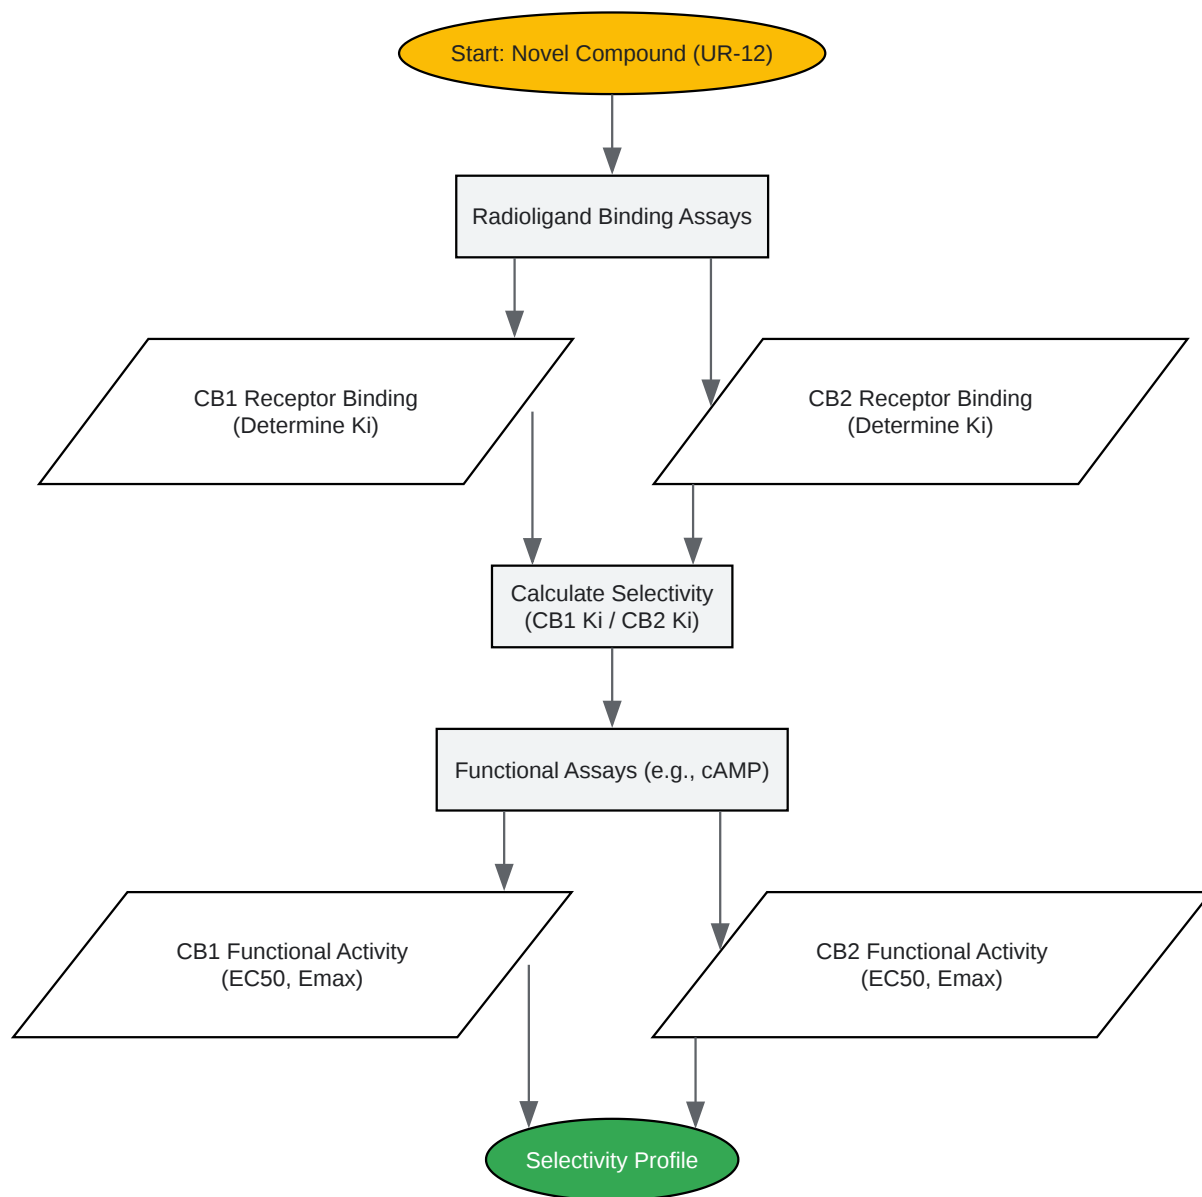 Start: Novel Compound (UR-12)
Radioligand Binding Assays
CB1 Receptor Binding
(Determine Ki)
CB2 Receptor Binding
(Determine Ki)
Calculate Selectivity
(CB1 Ki / CB2 Ki)
Functional Assays (e.g., cAMP)
CB1 Functional Activity
(EC50, Emax)
CB2 Functional Activity
(EC50, Emax)
Selectivity Profile